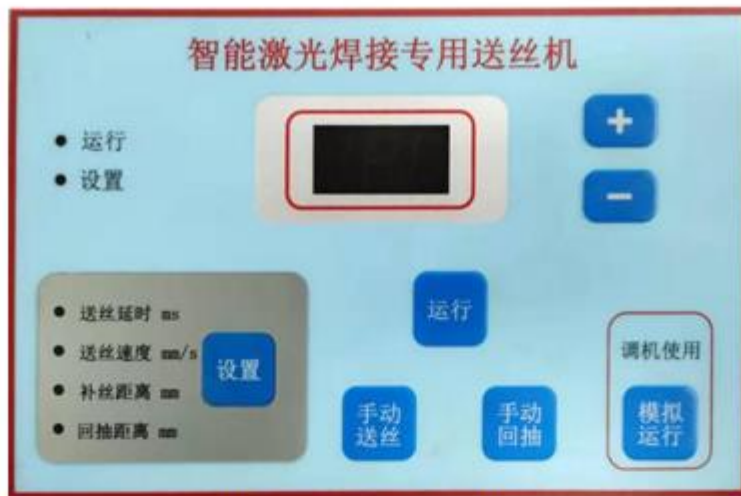 智能激光焊接专用送丝机
运行
设置
+
-
送丝延时 ms
送丝速度 mm/s
补丝距离 mm
回抽距离 mm
设置
运行
手动
送丝
手动
回抽
调机使用
模拟
运行